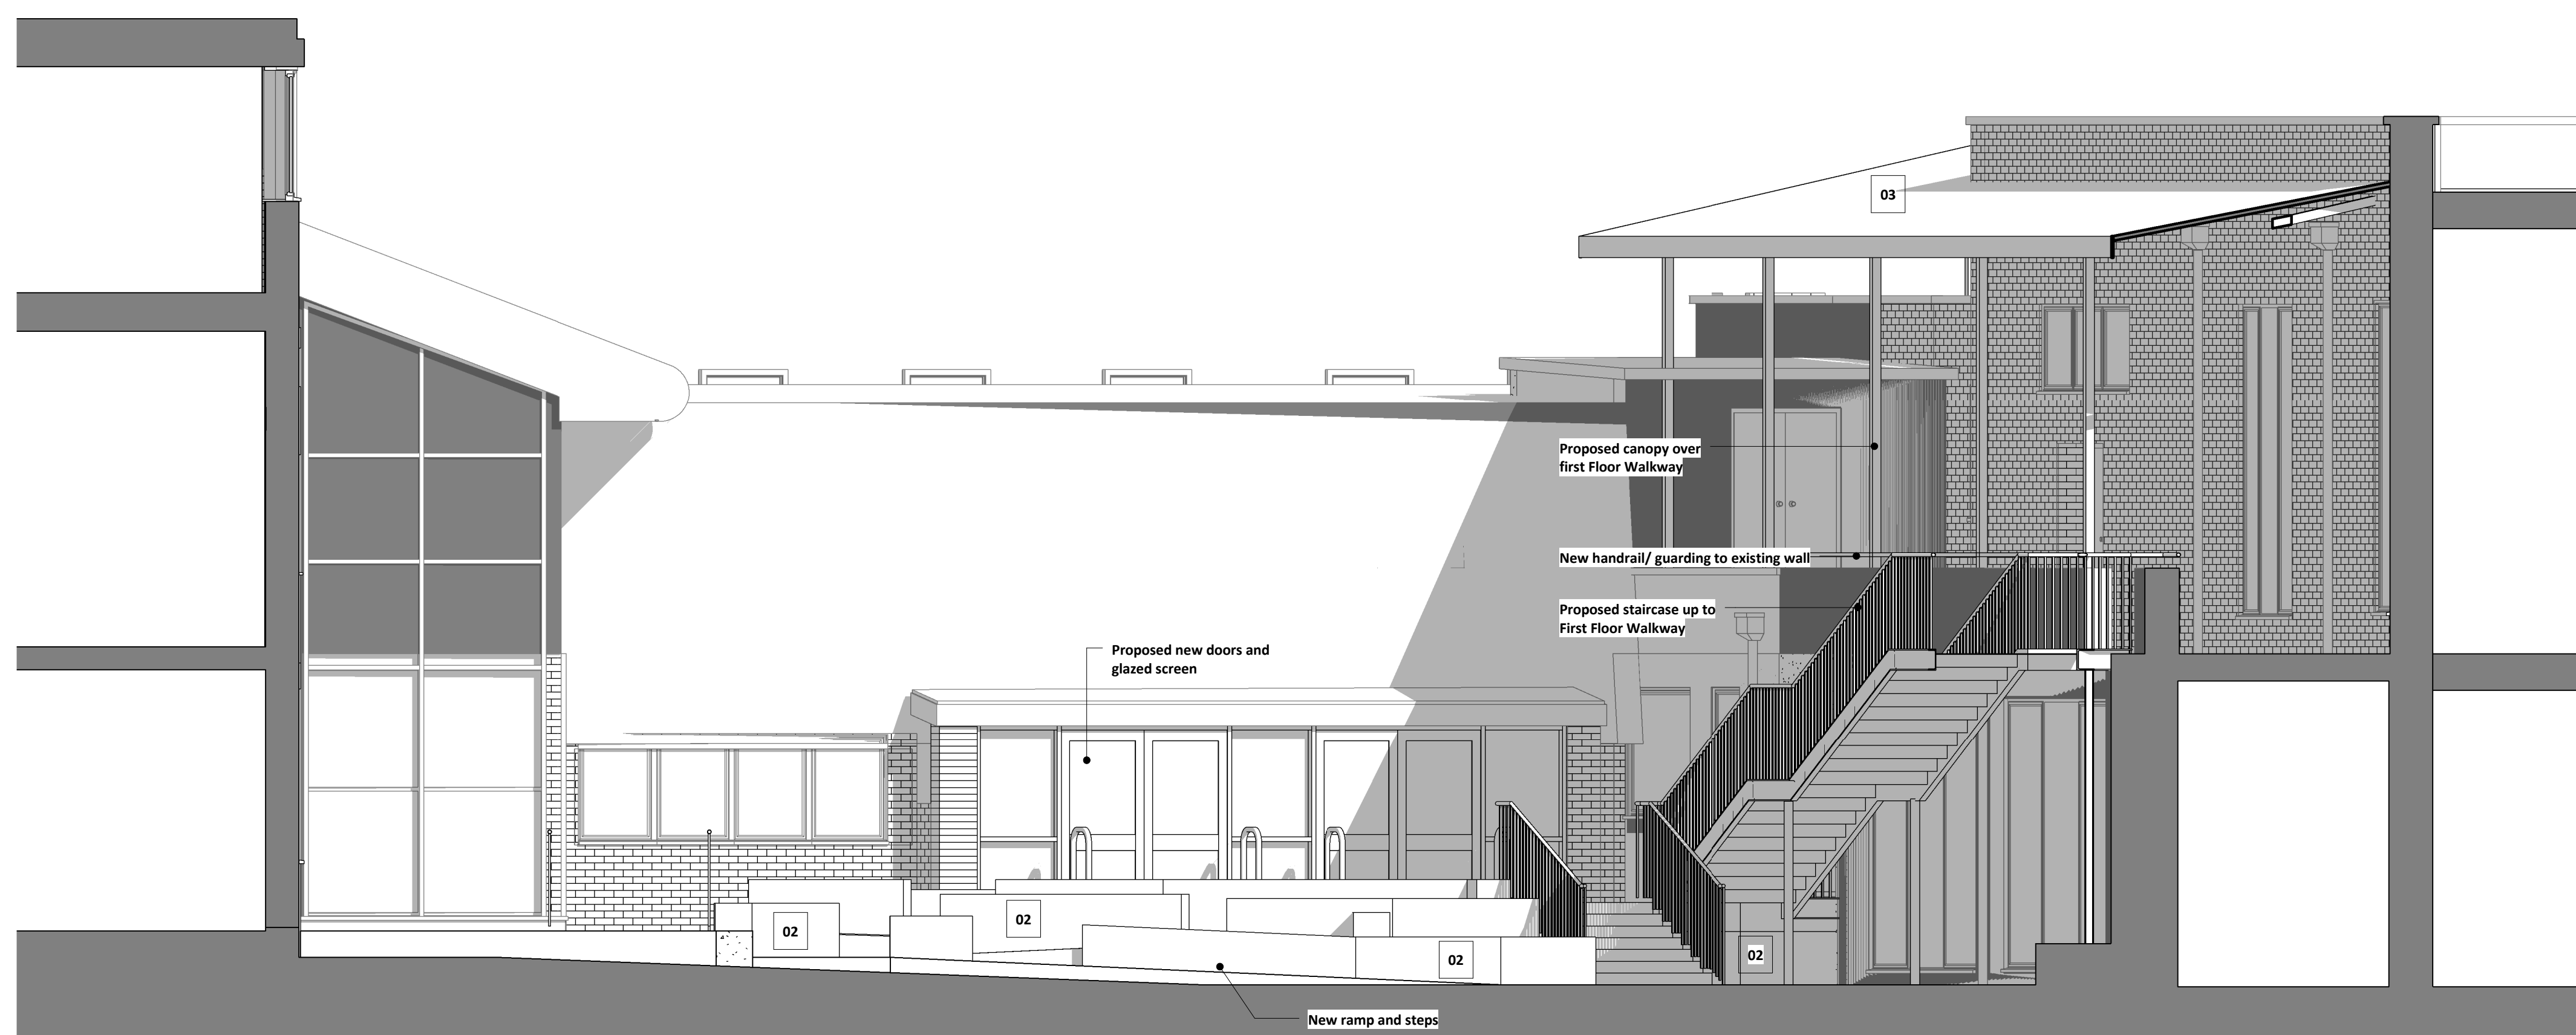 03
Proposed canopy over
first Floor Walkway
New handrail/ guarding to existing wall
Proposed staircase up to
First Floor Walkway
Proposed new doors and
glazed screen
02
02
02
02
New ramp and steps